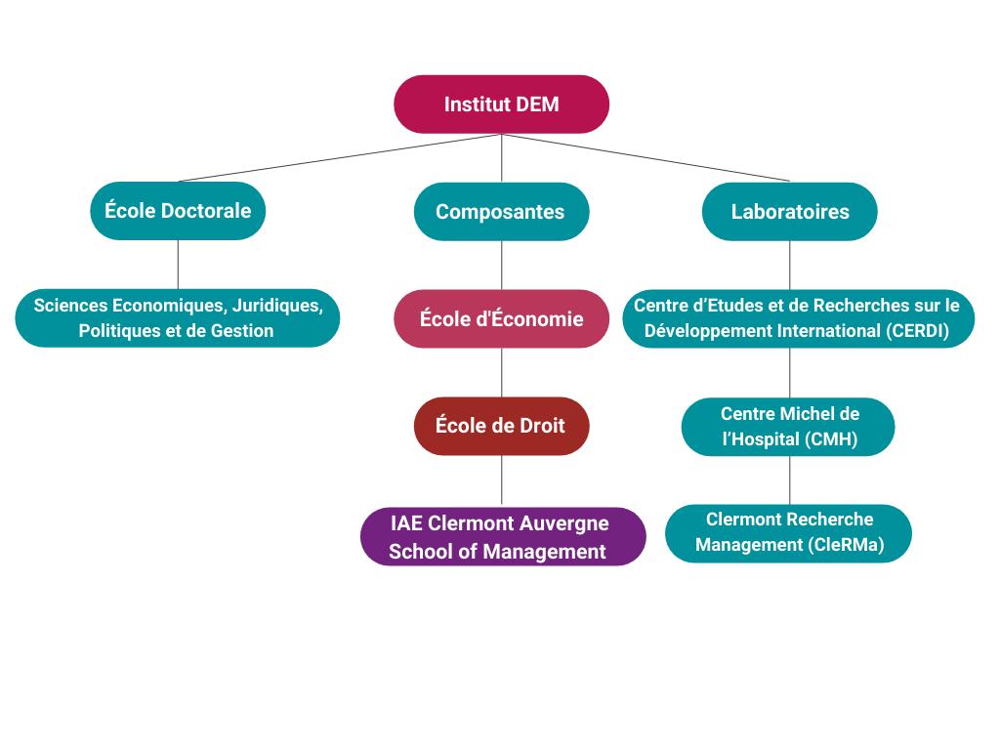 Institut DEM
École Doctorale
Composantes
Laboratoires
Sciences Economiques, Juridiques,
Politiques et de Gestion
École d'Économie
Centre d’Etudes et de Recherches sur le
Développement International (CERDI)
École de Droit
Centre Michel de
l’Hospital (CMH)
IAE Clermont Auvergne
School of Management
Clermont Recherche
Management (CleRMa)